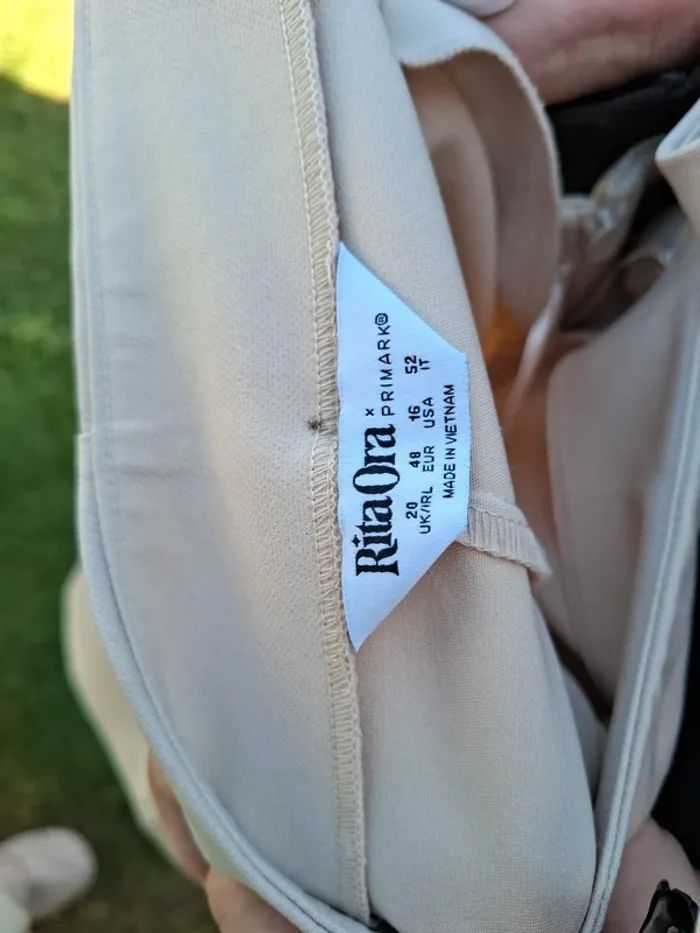 RitaOra x PRIMARK®
20 48 16 52
UK/IRL EUR USA IT
MADE IN VIETNAM